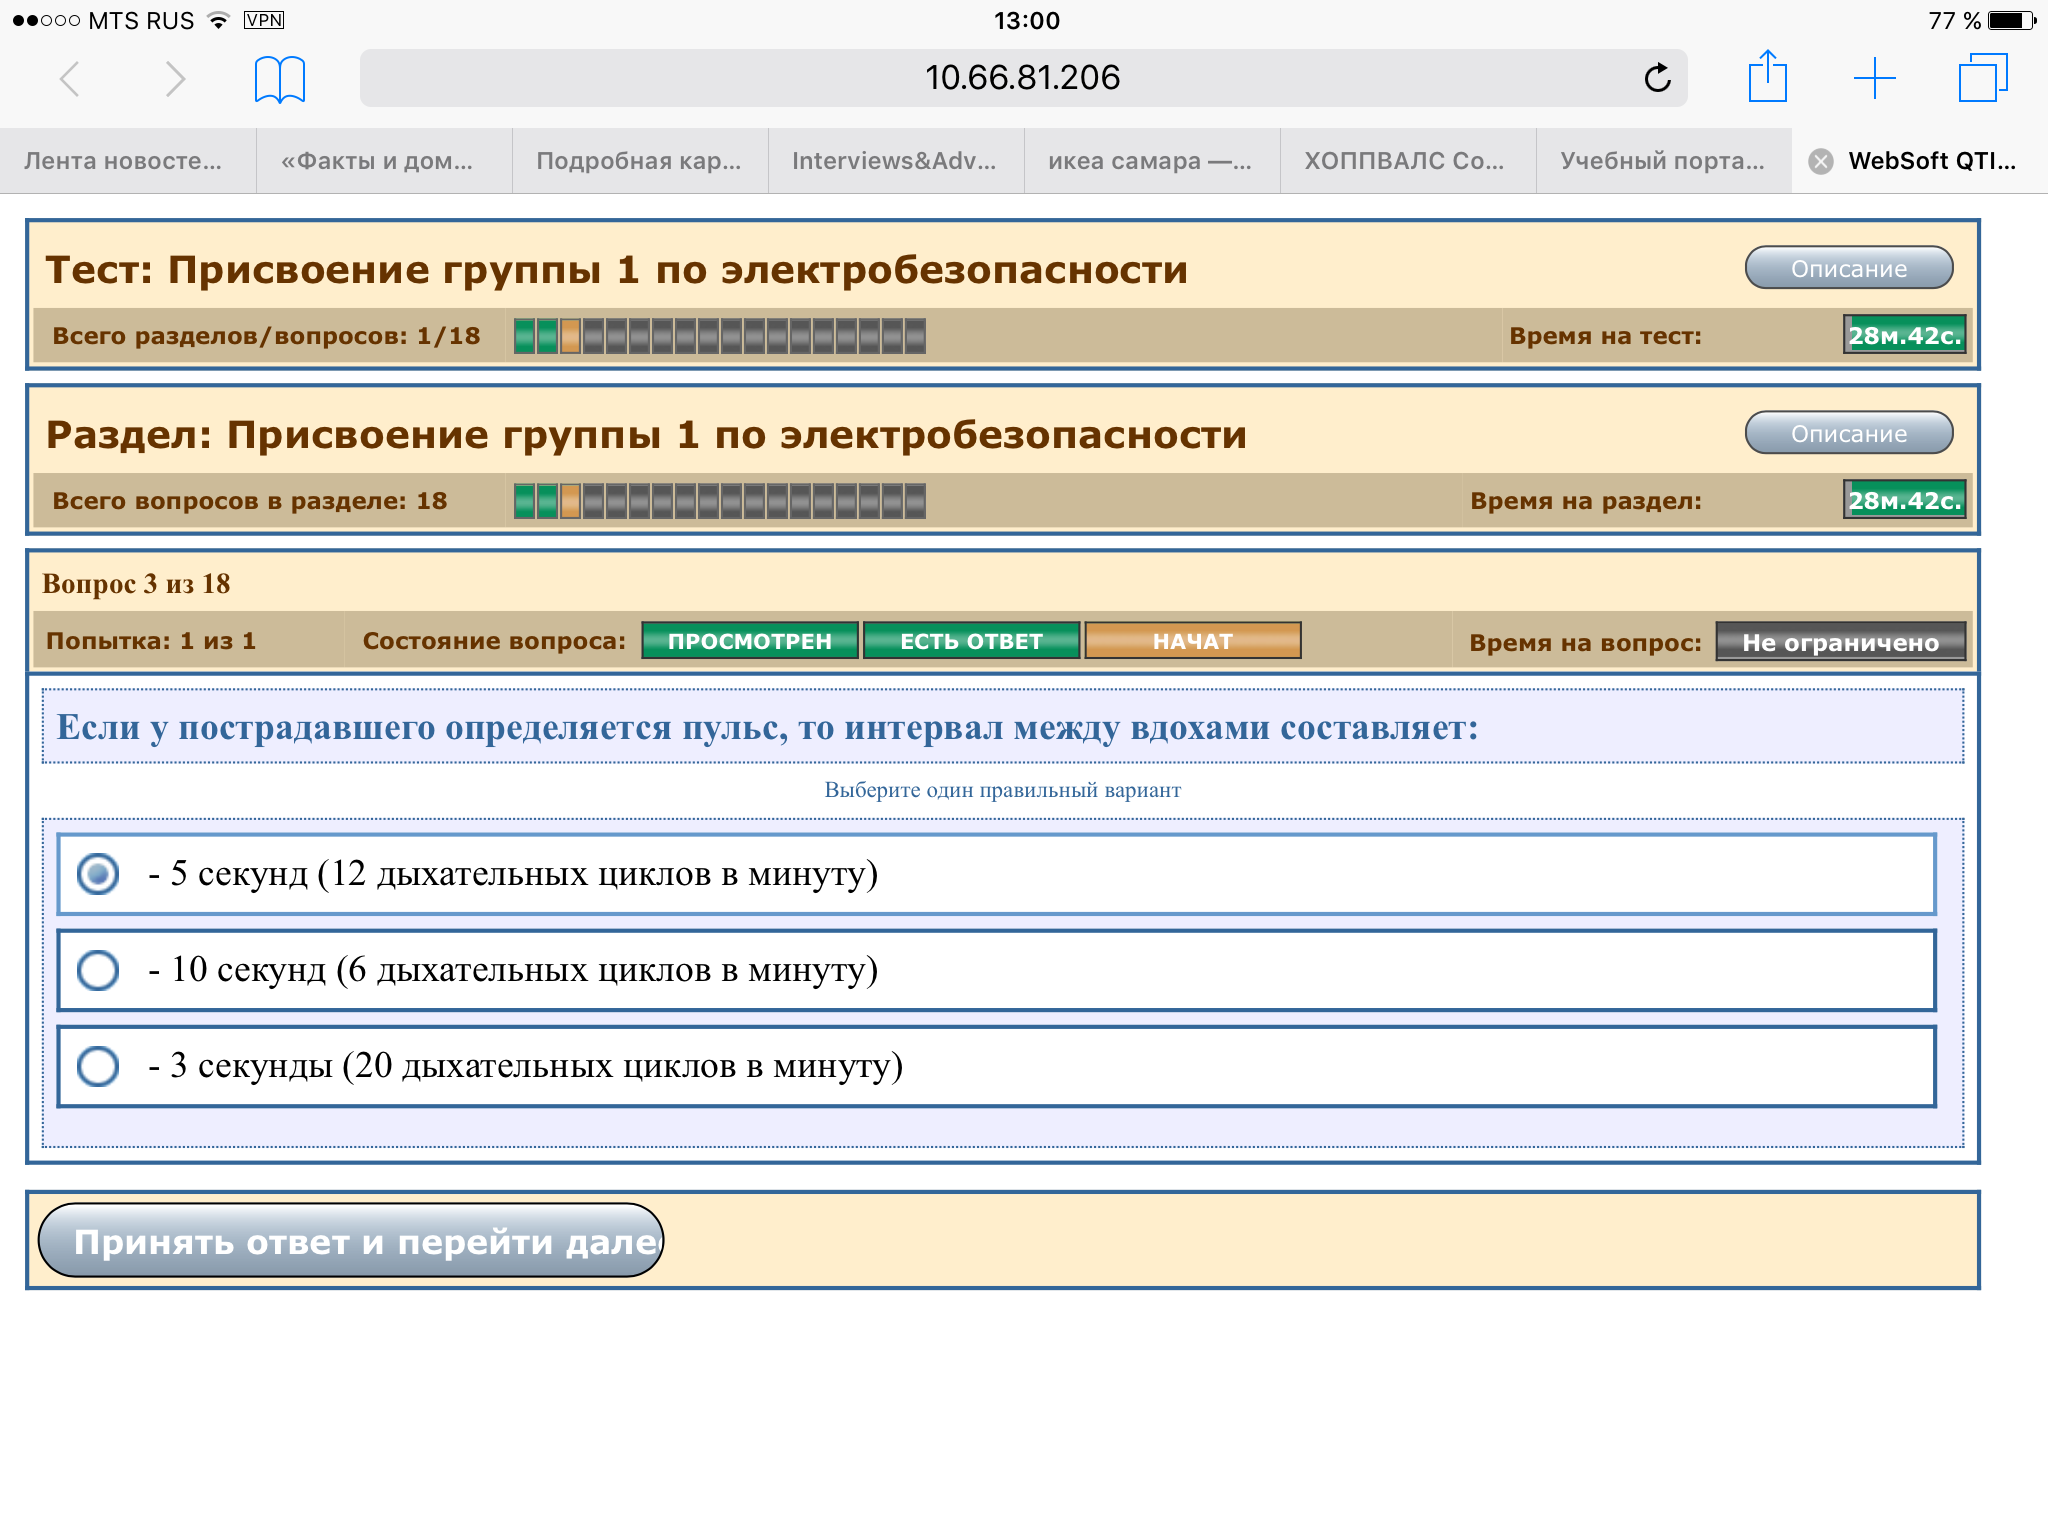 MTS RUS VPN 13:00 77 %
10.66.81.206
Лента новосте... «Факты и дом... Подробная кар... Interviews&Adv... икеа самара —... ХОППВАЛС Со... Учебный порта... WebSoft QTI...
Тест: Присвоение группы 1 по электробезопасности Описание
Всего разделов/вопросов: 1/18 Время на тест: 28м.42с.
Раздел: Присвоение группы 1 по электробезопасности Описание
Всего вопросов в разделе: 18 Время на раздел: 28м.42с.
Вопрос 3 из 18
Попытка: 1 из 1 Состояние вопроса: ПРОСМОТРЕН ЕСТЬ ОТВЕТ НАЧАТ Время на вопрос: Не ограничено
Если у пострадавшего определяется пульс, то интервал между вдохами составляет:
Выберите один правильный вариант
- 5 секунд (12 дыхательных циклов в минуту)
- 10 секунд (6 дыхательных циклов в минуту)
- 3 секунды (20 дыхательных циклов в минуту)
Принять ответ и перейти дале